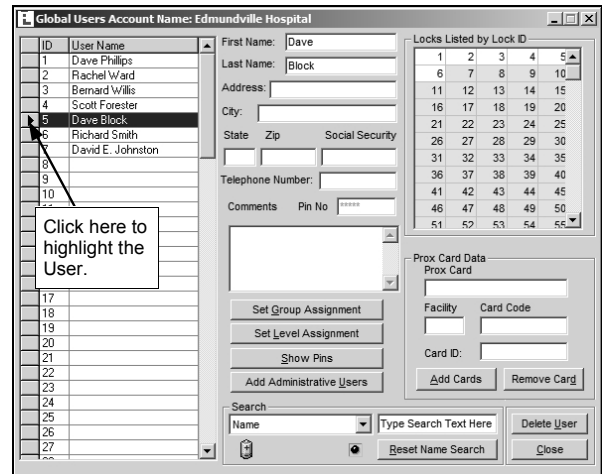 Global Users Account Name: Edmundville Hospital
ID User Name
1 Dave Phillips
2 Rachel Ward
3 Bernard Willis
4 Scott Forester
5 Dave Block
6 Richard Smith
7 David E. Johnston
8
9
10
Click here to
highlight the
User.
17
18
19
20
21
22
23
24
25
26
27
First Name: Dave
Last Name: Block
Address:
City:
State Zip Social Security
Telephone Number:
Comments Pin No *****
Set Group Assignment
Set Level Assignment
Show Pins
Add Administrative Users
Locks Listed by Lock ID
1 2 3 4 5
6 7 8 9 10
11 12 13 14 15
16 17 18 19 20
21 22 23 24 25
26 27 28 29 30
31 32 33 34 35
36 37 38 39 40
41 42 43 44 45
46 47 48 49 50
51 52 53 54 55
Prox Card Data
Prox Card
Facility Card Code
Card ID:
Add Cards Remove Card
Search
Name Type Search Text Here
Reset Name Search
Delete User
Close